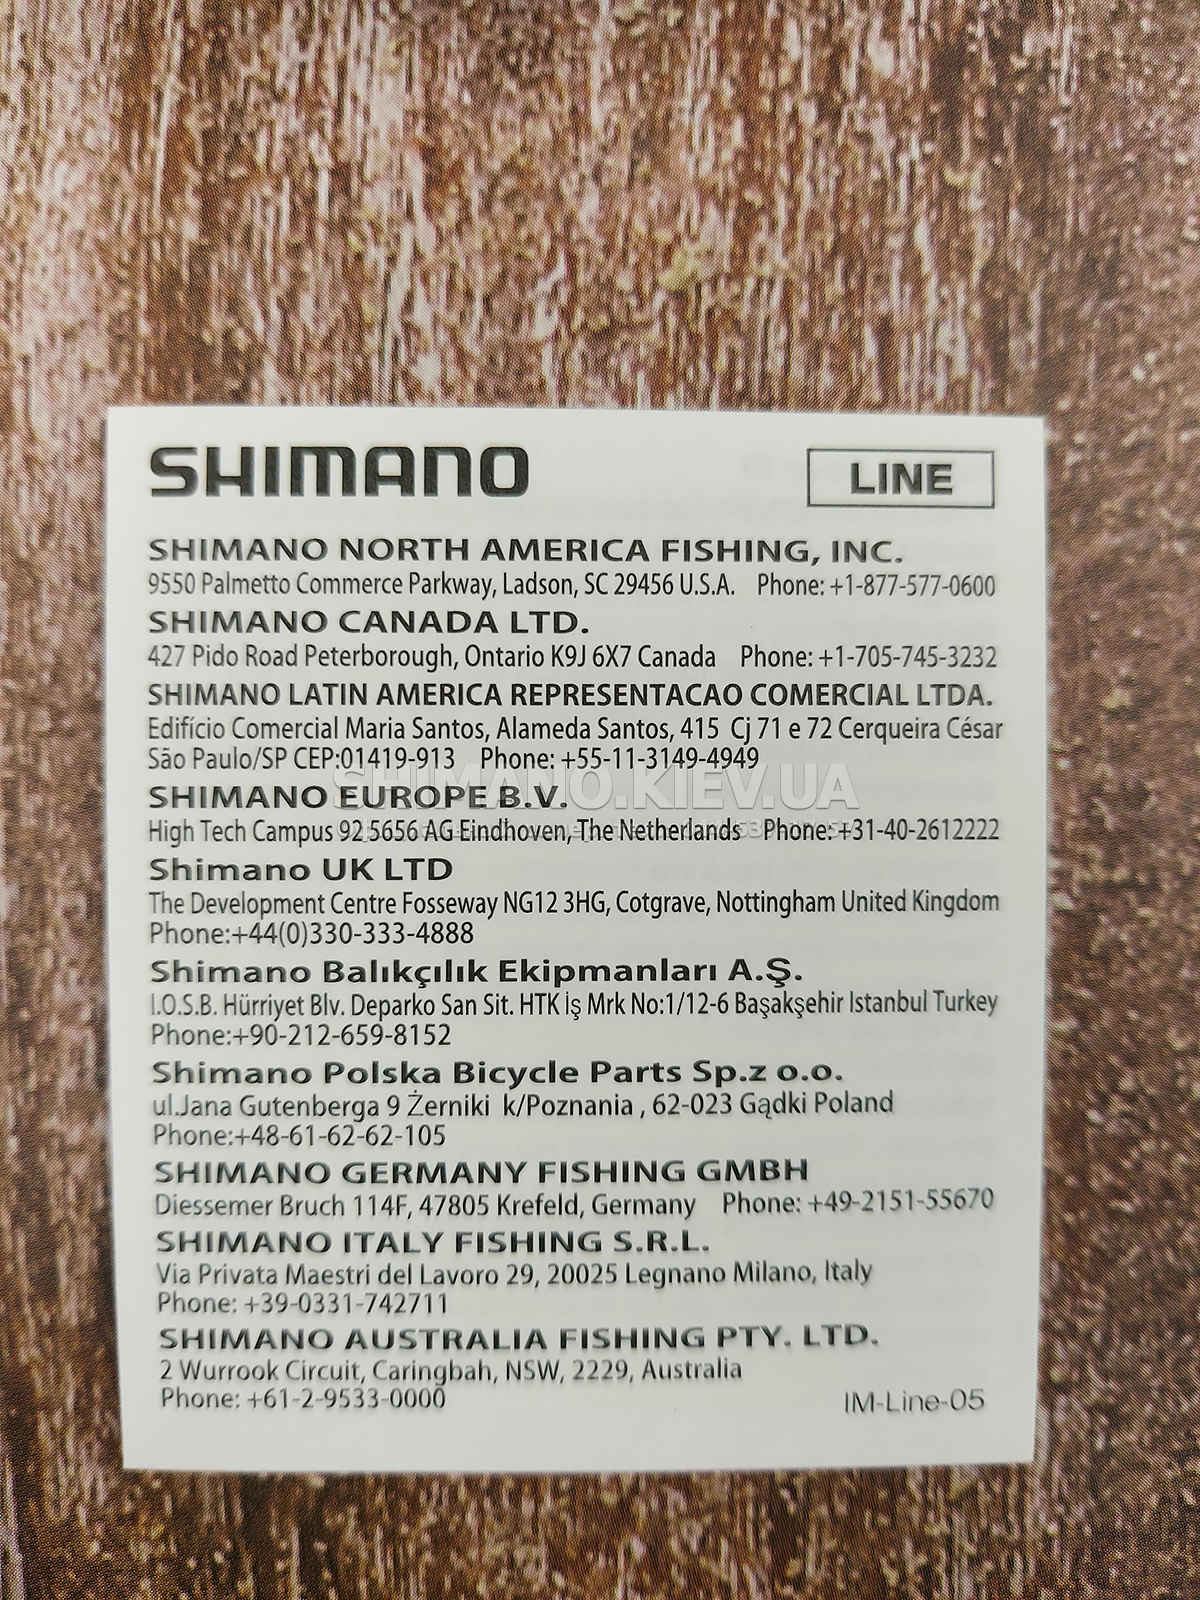 SHIMANO
LINE
SHIMANO NORTH AMERICA FISHING, INC.
9550 Palmetto Commerce Parkway, Ladson, SC 29456 U.S.A. Phone: +1-877-577-0600
SHIMANO CANADA LTD.
427 Pido Road Peterborough, Ontario K9J 6X7 Canada Phone: +1-705-745-3232
SHIMANO LATIN AMERICA REPRESENTACAO COMERCIAL LTDA.
Edifício Comercial Maria Santos, Alameda Santos, 415 Cj 71 e 72 Cerqueira César
São Paulo/SP CEP:01419-913 Phone: +55-11-3149-4949
SHIMANO.KIEV.UA
SHIMANO EUROPE B.V.
High Tech Campus 92,5656 AG Eindhoven, The Netherlands Phone: +31-40-2612222
Shimano UK LTD
The Development Centre Fosseway NG12 3HG, Cotgrave, Nottingham United Kingdom
Phone:+44(0)330-333-4888
Shimano Balıkçılık Ekipmanları A.Ş.
I.O.S.B. Hürriyet Blv. Deparko San Sit. HTK iş Mrk No:1/12-6 Başakşehir Istanbul Turkey
Phone:+90-212-659-8152
Shimano Polska Bicycle Parts Sp.z o.o.
ul.Jana Gutenberga 9 Żerniki k/Poznania , 62-023 Gądki Poland
Phone:+48-61-62-62-105
SHIMANO GERMANY FISHING GMBH
Diessemer Bruch 114F, 47805 Krefeld, Germany Phone: +49-2151-55670
SHIMANO ITALY FISHING S.R.L.
Via Privata Maestri del Lavoro 29, 20025 Legnano Milano, Italy
Phone: +39-0331-742711
SHIMANO AUSTRALIA FISHING PTY. LTD.
2 Wurrook Circuit, Caringbah, NSW, 2229, Australia
Phone: +61-2-9533-0000
IM-Line-05